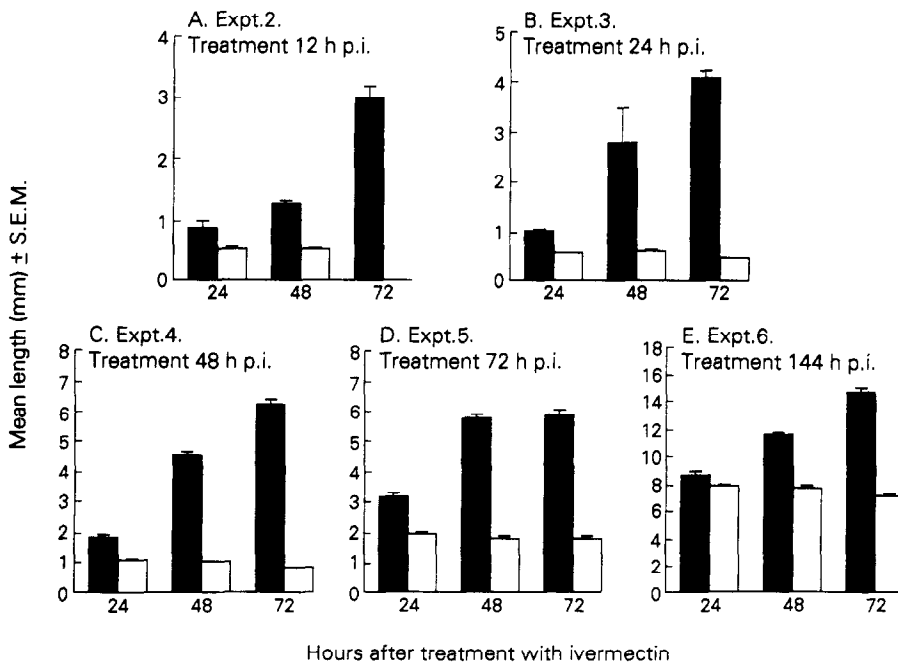 A. Expt.2.
Treatment 12 h p.i.
4
3
2
1
0
24 48 72
B. Expt.3.
Treatment 24 h p.i.
5
4
3
2
1
0
24 48 72
Mean length (mm) ± S.E.M.
C. Expt.4.
Treatment 48 h p.i.
8
7
6
5
4
3
2
1
0
24 48 72
D. Expt.5.
Treatment 72 h p.i.
8
7
6
5
4
3
2
1
0
24 48 72
E. Expt.6.
Treatment 144 h p.i.
18
16
14
12
10
8
6
4
2
0
24 48 72
Hours after treatment with ivermectin